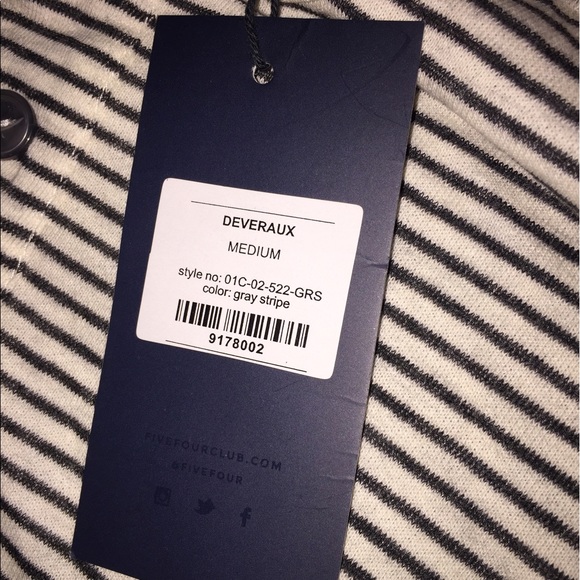 DEVERAUX
MEDIUM
style no: 01C-02-522-GRS
color: gray stripe
9178002
FIVEFOURCLUB.COM
@FIVEFOUR